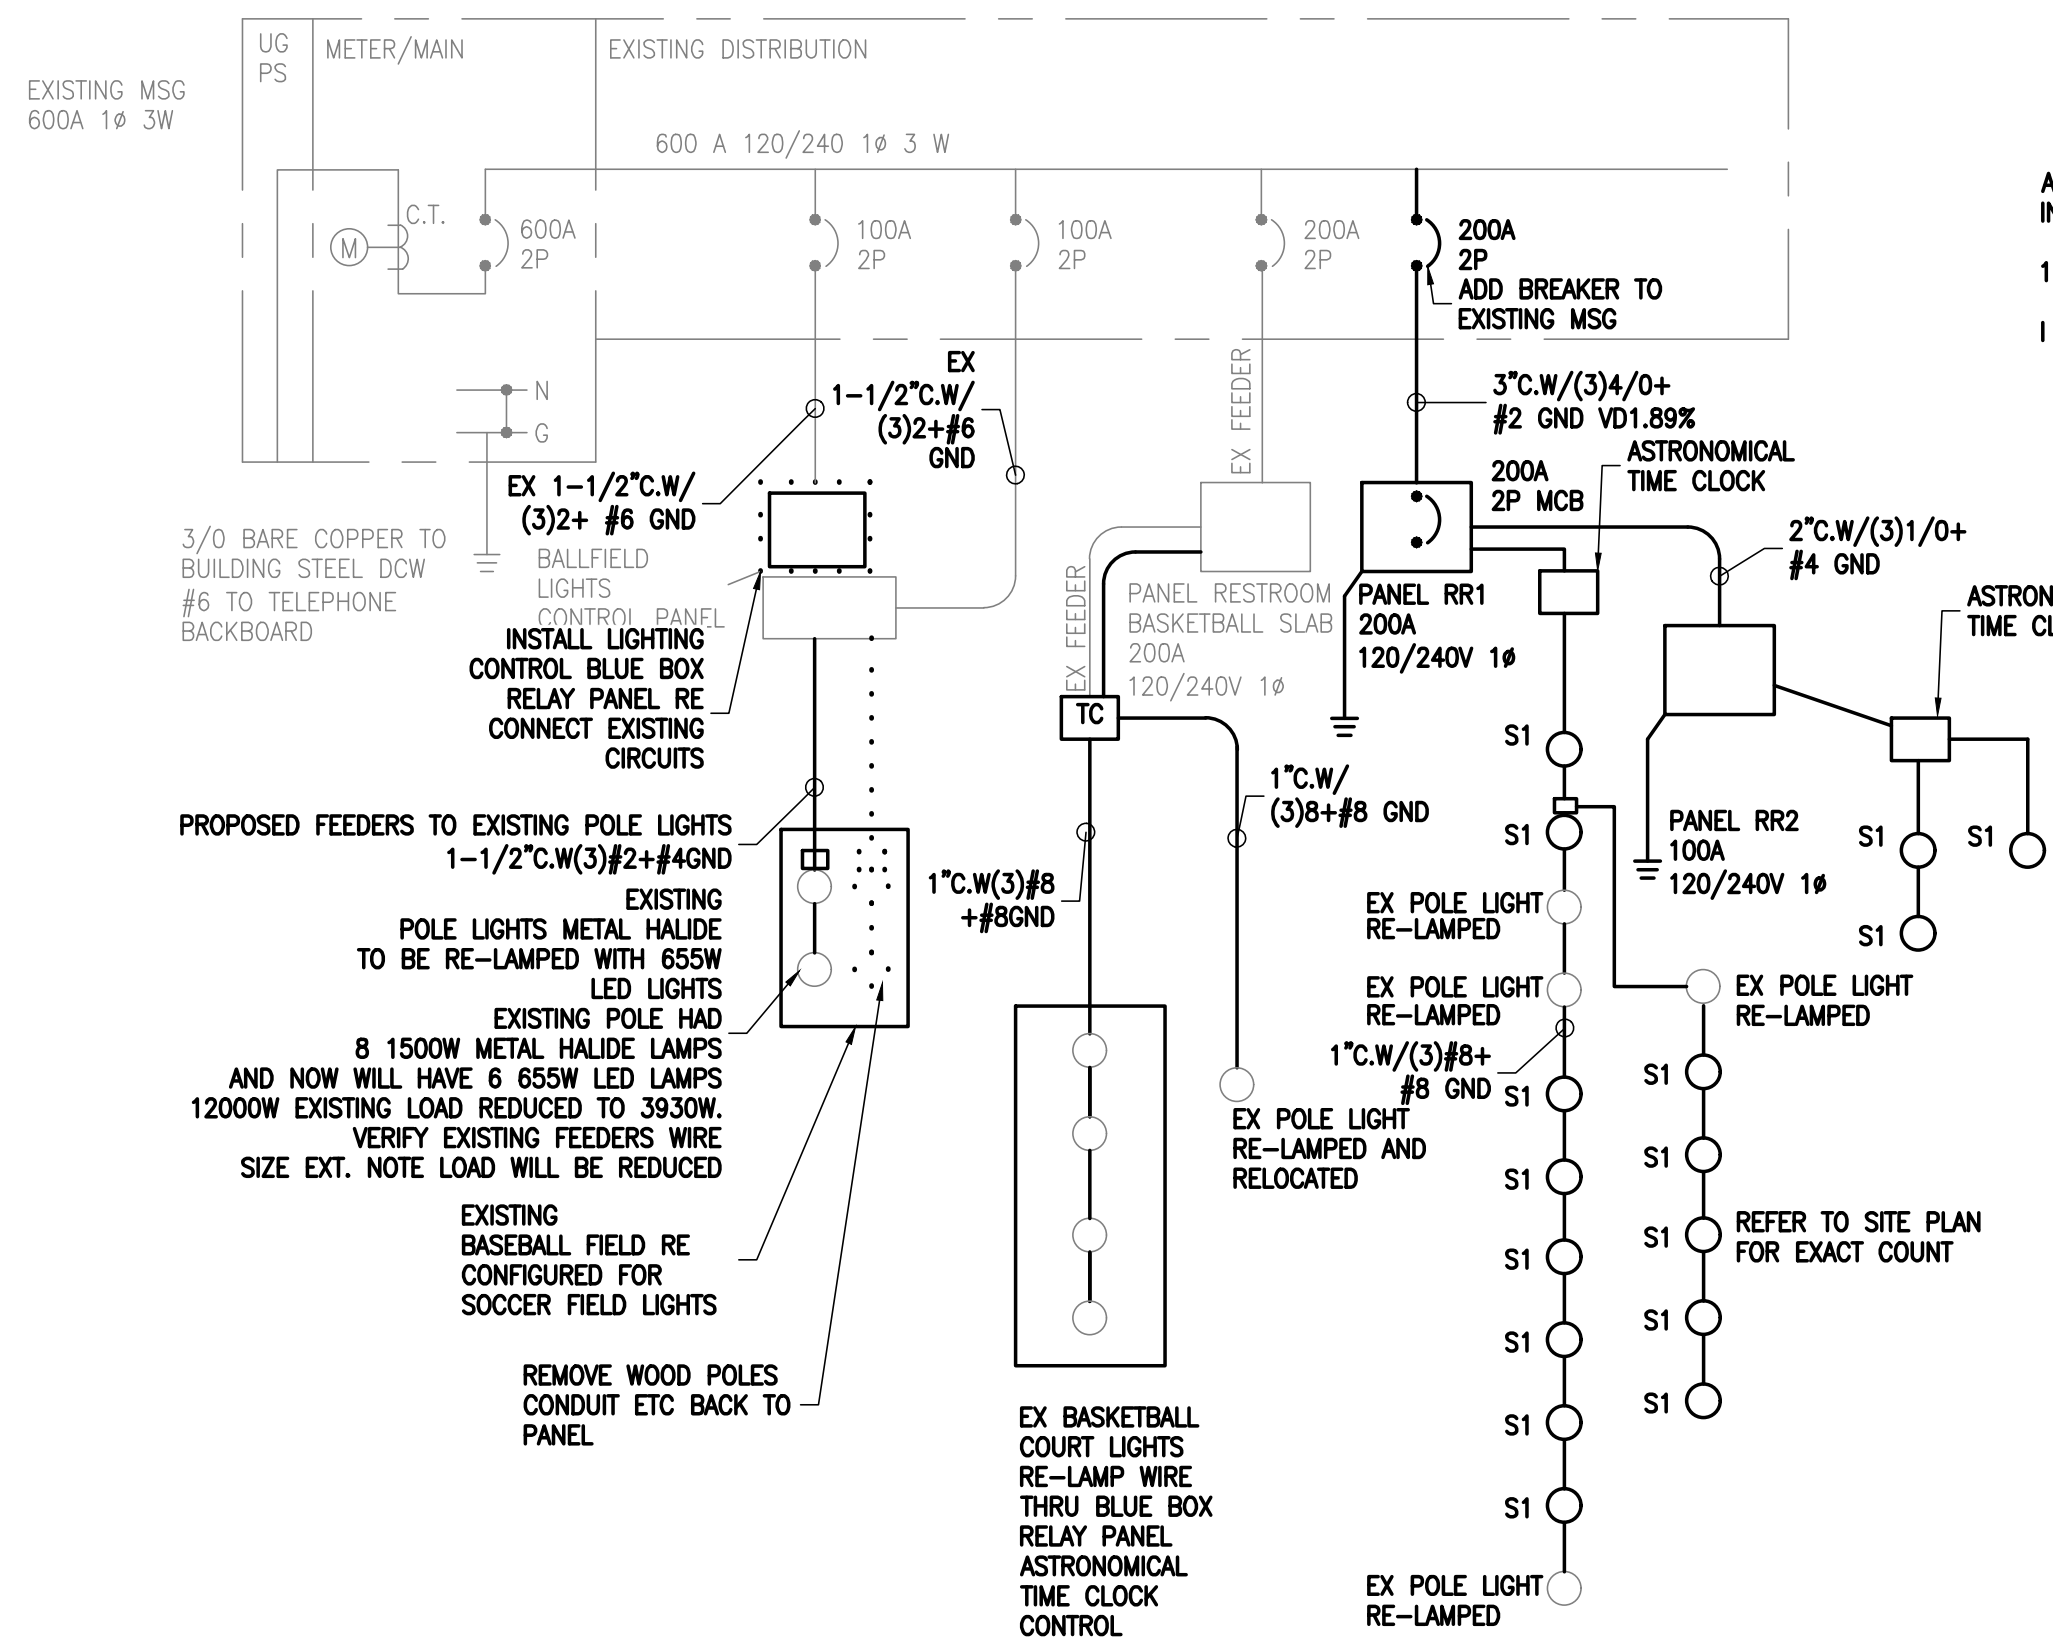 EXISTING MSG
600A 1ø 3W
UG
PS
METER/MAIN
EXISTING DISTRIBUTION
600 A 120/240 1ø 3 W
C.T.
M
600A
2P
100A
2P
100A
2P
200A
2P
200A
2P
ADD BREAKER TO
EXISTING MSG
N
G
3/0 BARE COPPER TO
BUILDING STEEL DCW
#6 TO TELEPHONE
BACKBOARD
EX 1-1/2"C.W/
(3)2+ #6 GND
EX
1-1/2"C.W/
(3)2+#6
GND
BALLFIELD
LIGHTS
CONTROL PANEL
INSTALL LIGHTING
CONTROL BLUE BOX
RELAY PANEL RE
CONNECT EXISTING
CIRCUITS
PROPOSED FEEDERS TO EXISTING POLE LIGHTS
1-1/2"C.W(3)#2+#4GND
EXISTING
POLE LIGHTS METAL HALIDE
TO BE RE-LAMPED WITH 655W
LED LIGHTS
EXISTING POLE HAD
8 1500W METAL HALIDE LAMPS
AND NOW WILL HAVE 6 655W LED LAMPS
12000W EXISTING LOAD REDUCED TO 3930W.
VERIFY EXISTING FEEDERS WIRE
SIZE EXT. NOTE LOAD WILL BE REDUCED
EXISTING
BASEBALL FIELD RE
CONFIGURED FOR
SOCCER FIELD LIGHTS
REMOVE WOOD POLES
CONDUIT ETC BACK TO
PANEL
EX FEEDER
EX FEEDER
PANEL RESTROOM
BASKETBALL SLAB
200A
120/240V 1ø
TC
1"C.W(3)#8
+#8GND
1"C.W/
(3)8+#8 GND
EX POLE LIGHT
RE-LAMPED AND
RELOCATED
EX BASKETBALL
COURT LIGHTS
RE-LAMP WIRE
THRU BLUE BOX
RELAY PANEL
ASTRONOMICAL
TIME CLOCK
CONTROL
3"C.W/(3)4/0+
#2 GND VD1.89%
200A
2P MCB
ASTRONOMICAL
TIME CLOCK
PANEL RR1
200A
120/240V 1ø
2"C.W/(3)1/0+
#4 GND
ASTRON
TIME CL
PANEL RR2
100A
120/240V 1ø
S1
S1
EX POLE LIGHT
RE-LAMPED
EX POLE LIGHT
RE-LAMPED
1"C.W/(3)#8+
#8 GND
S1
S1
S1
S1
S1
S1
EX POLE LIGHT
RE-LAMPED
EX POLE LIGHT
RE-LAMPED
S1
S1
S1
REFER TO SITE PLAN
FOR EXACT COUNT
S1
S1
S1
S1
S1